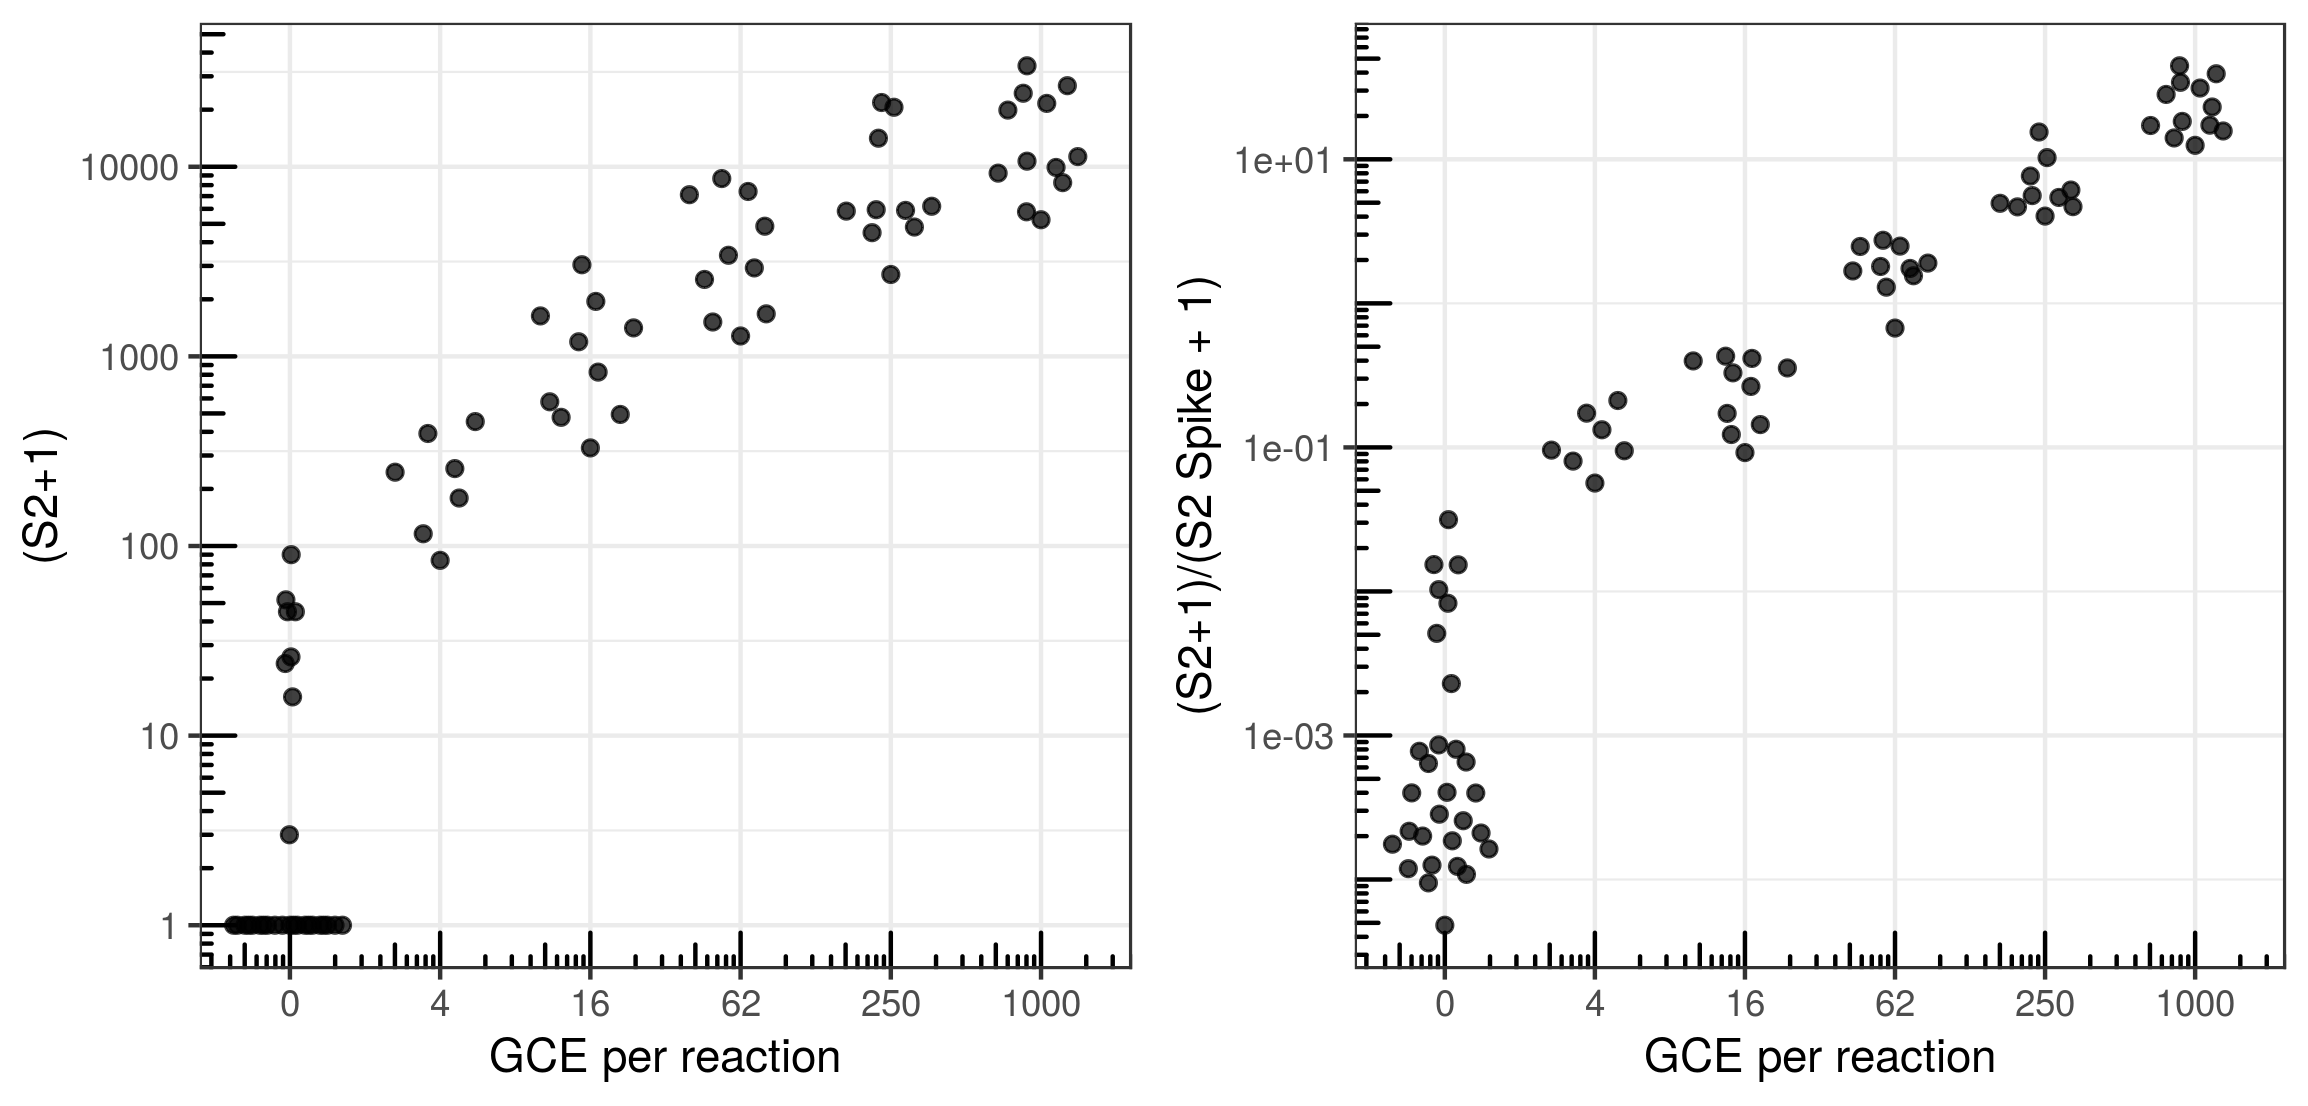 (S2+1)
10000
1000
100
10
1
0 4 16 62 250 1000
GCE per reaction
(S2+1)/(S2 Spike + 1)
1e+01
1e-01
1e-03
0 4 16 62 250 1000
GCE per reaction